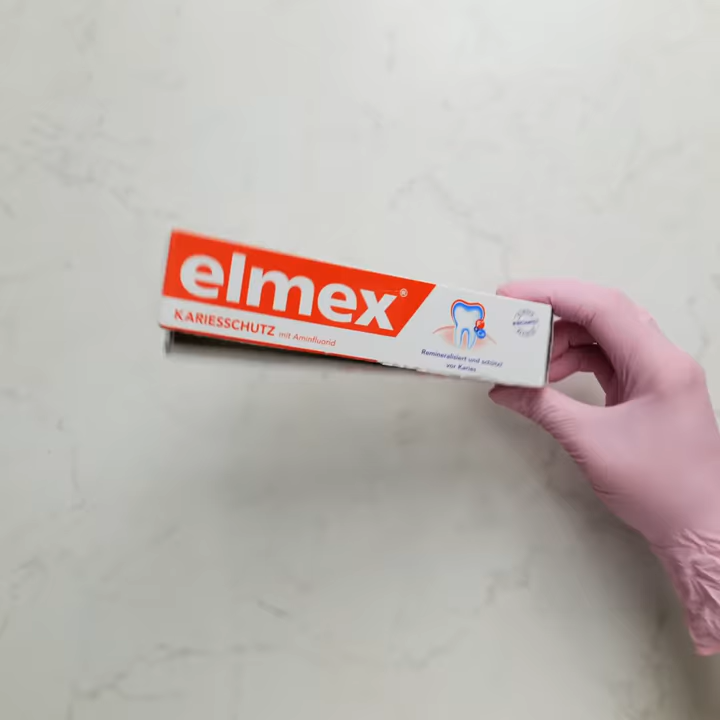 elmex®
KARIESSCHUTZ mit Aminfluorid
Remineralisiert und schützt
vor Karies